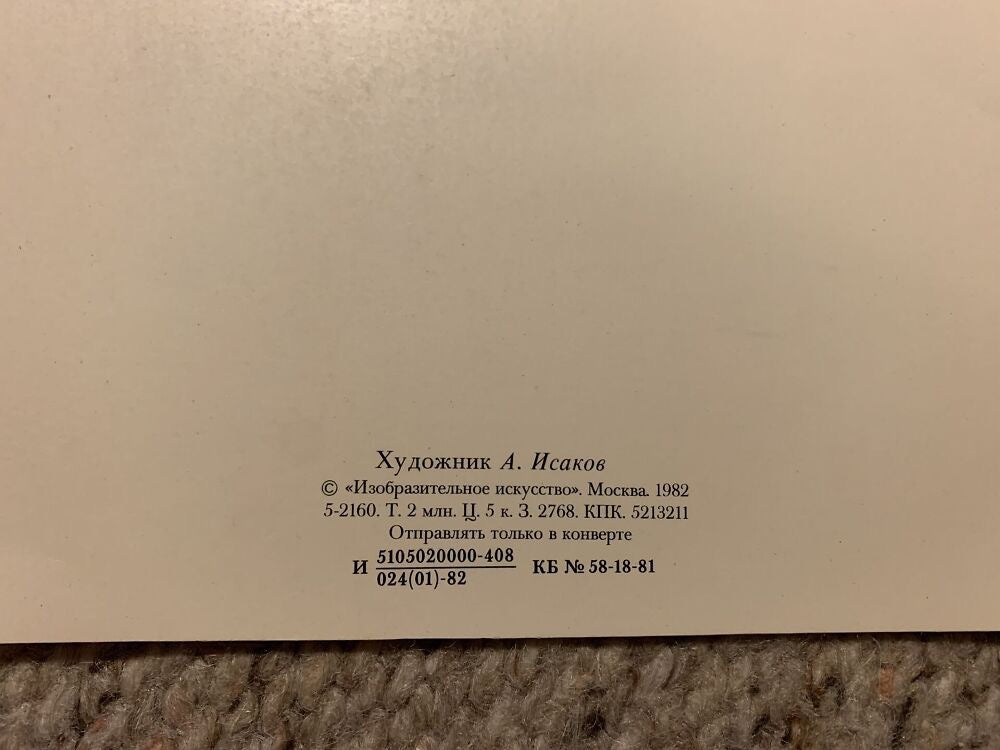 Художник А. Исаков
© «Изобразительное искусство». Москва. 1982
5-2160. Т. 2 млн. Ц. 5 к. З. 2768. КПК. 5213211
Отправлять только в конверте
И 5105020000-408
024(01)-82
КБ № 58-18-81